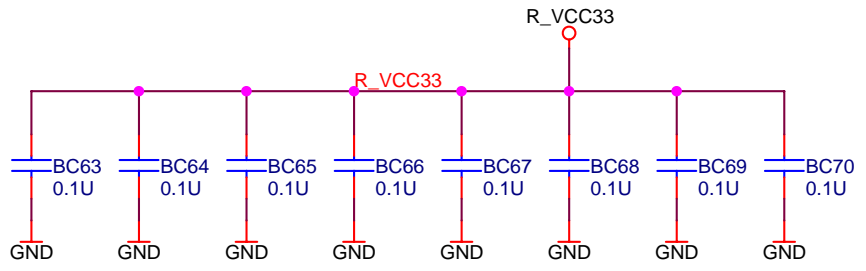 R_VCC33
R_VCC33
BC63 BC64 BC65 BC66 BC67 BC68 BC69 BC70
0.1U 0.1U 0.1U 0.1U 0.1U 0.1U 0.1U 0.1U
GND GND GND GND GND GND GND GND